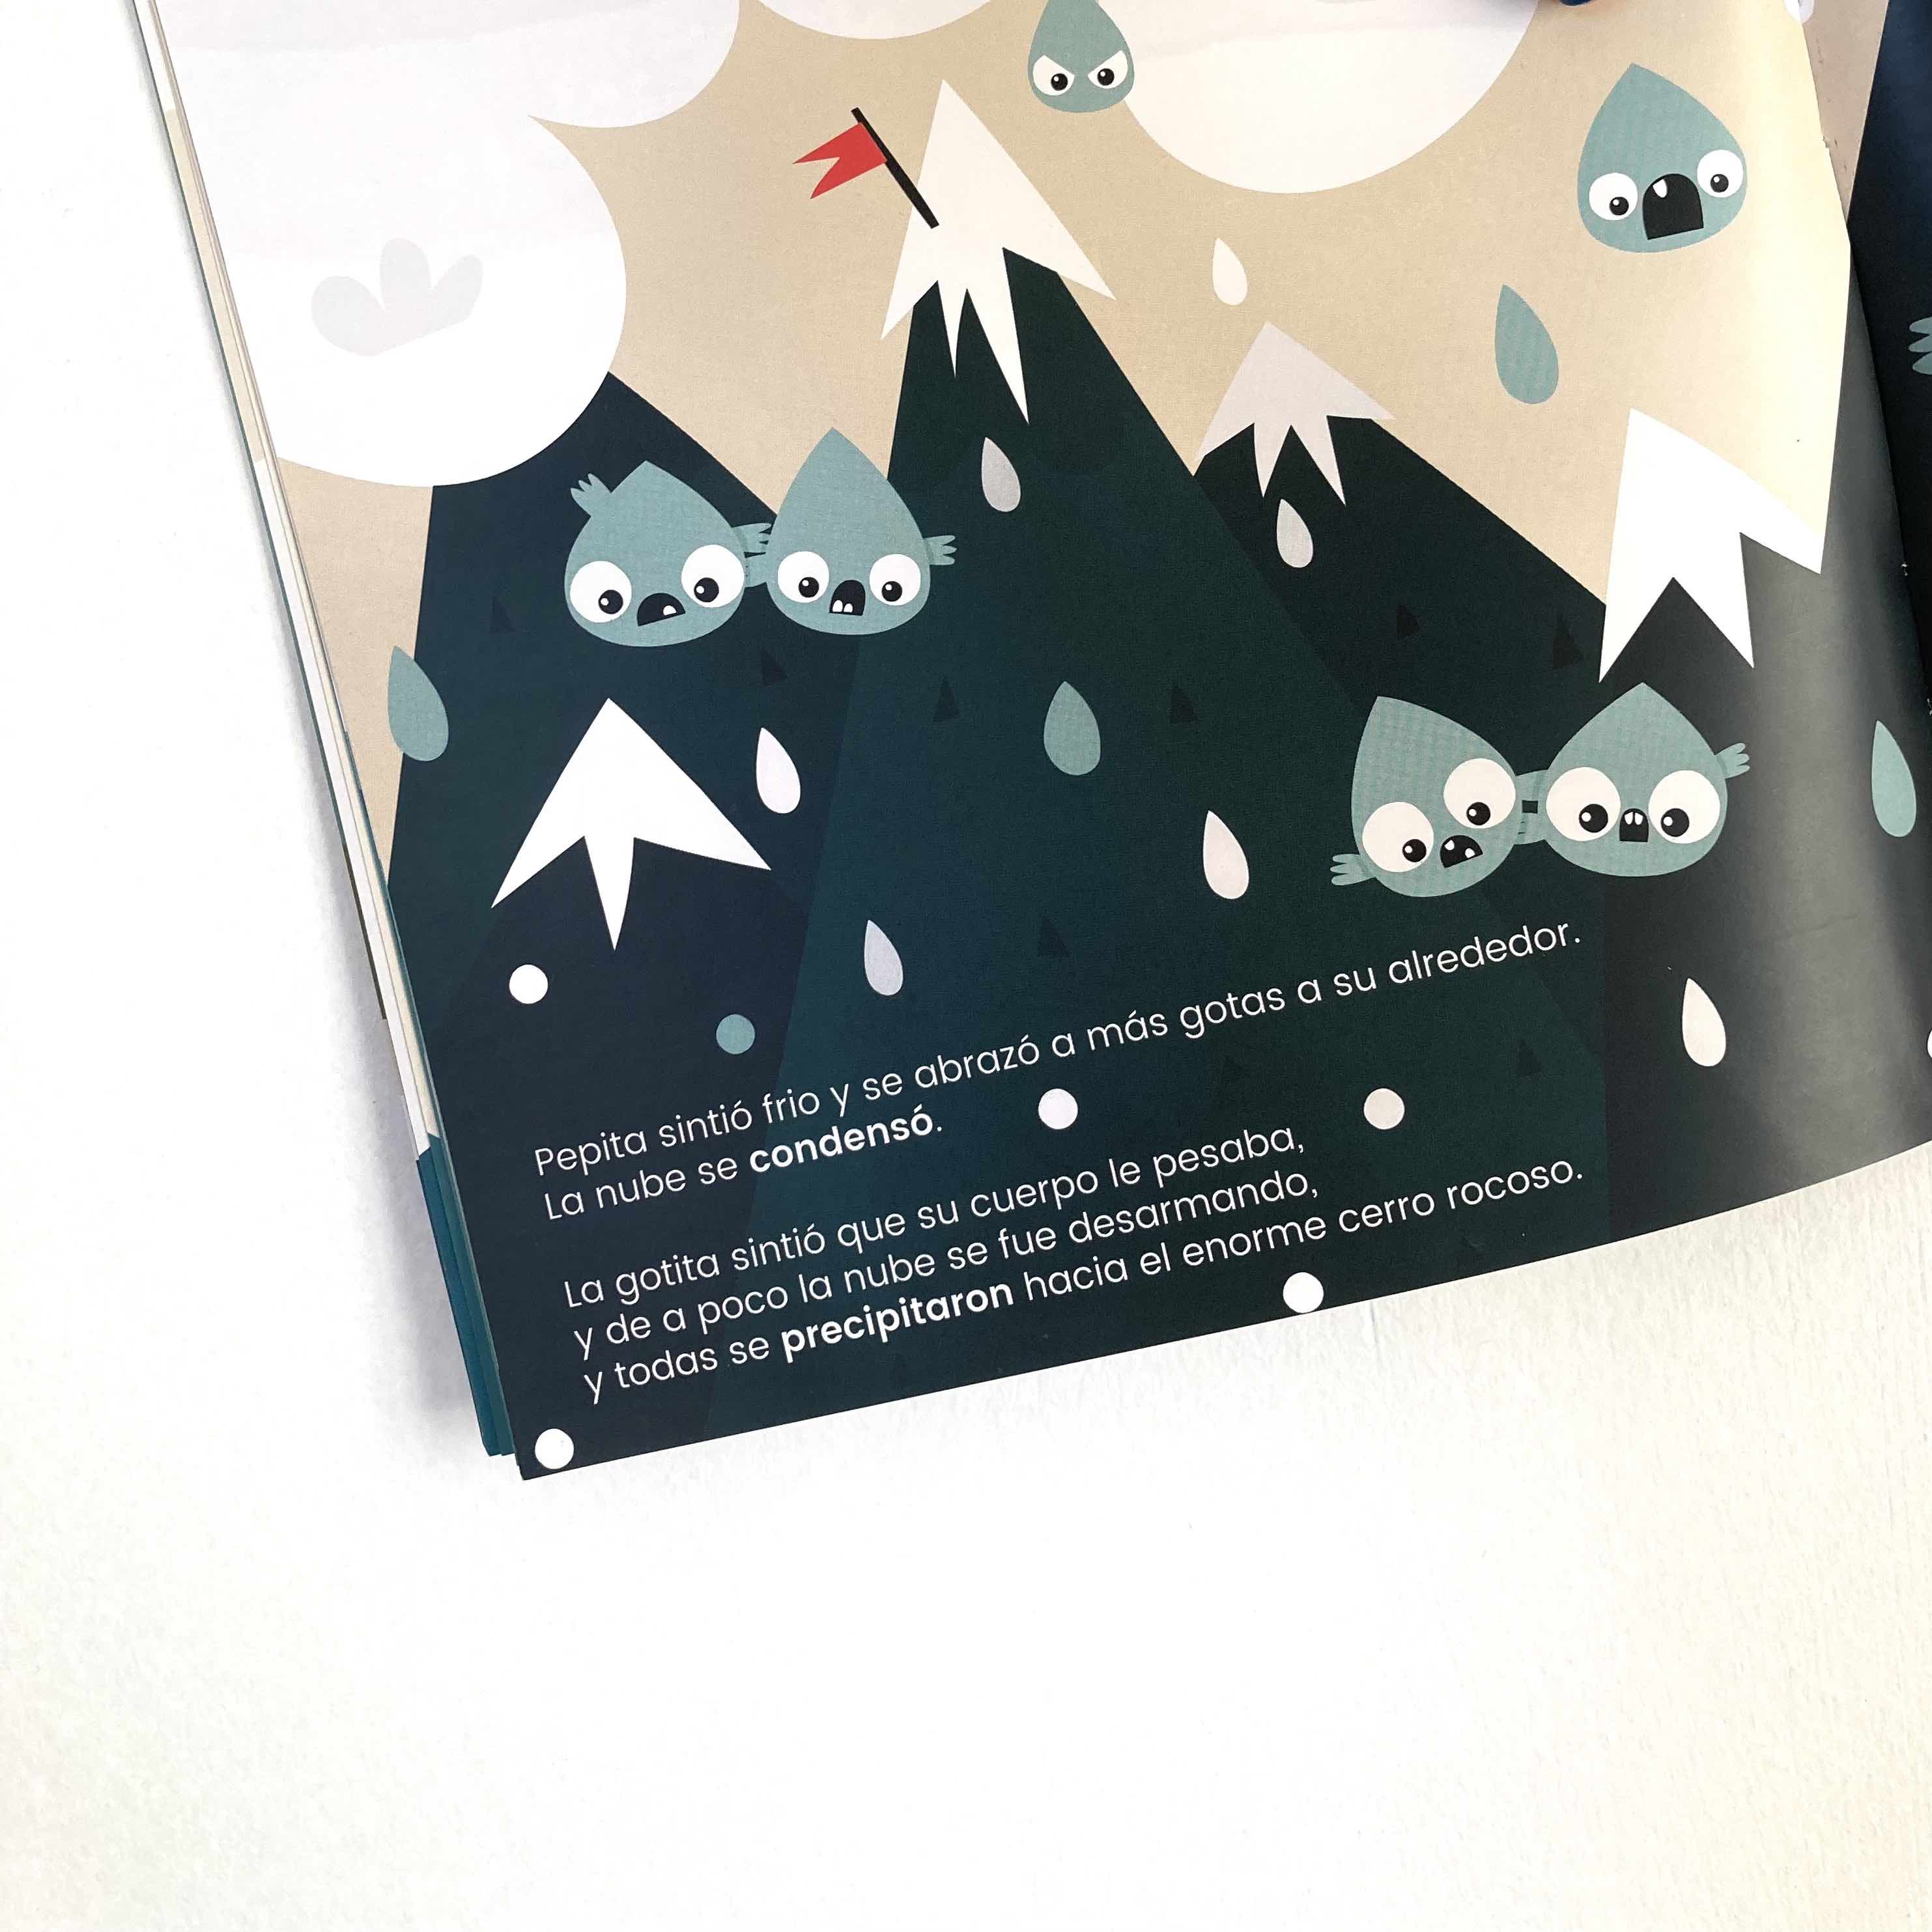 Pepita sintió frio y se abrazó a más gotas a su alrededor.
La nube se condensó.
La gotita sintió que su cuerpo le pesaba,
y de a poco la nube se fue desarmando,
y todas se precipitaron hacia el enorme cerro rocoso.